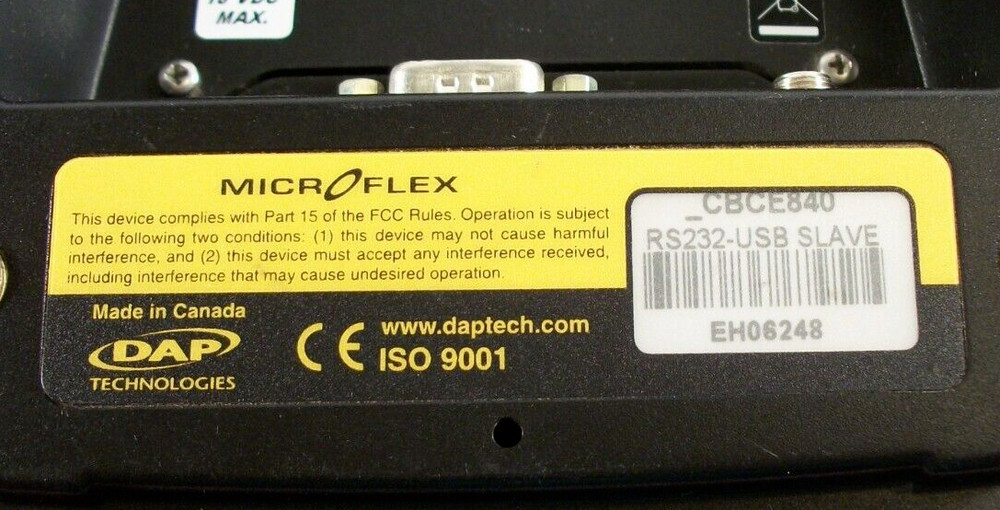 MAX.
MICROFLEX
This device complies with Part 15 of the FCC Rules. Operation is subject
to the following two conditions: (1) this device may not cause harmful
interference, and (2) this device must accept any interference received,
including interference that may cause undesired operation.
_CBCE840
RS232-USB SLAVE
EH06248
Made in Canada
DAP
TECHNOLOGIES
CE
www.daptech.com
ISO 9001